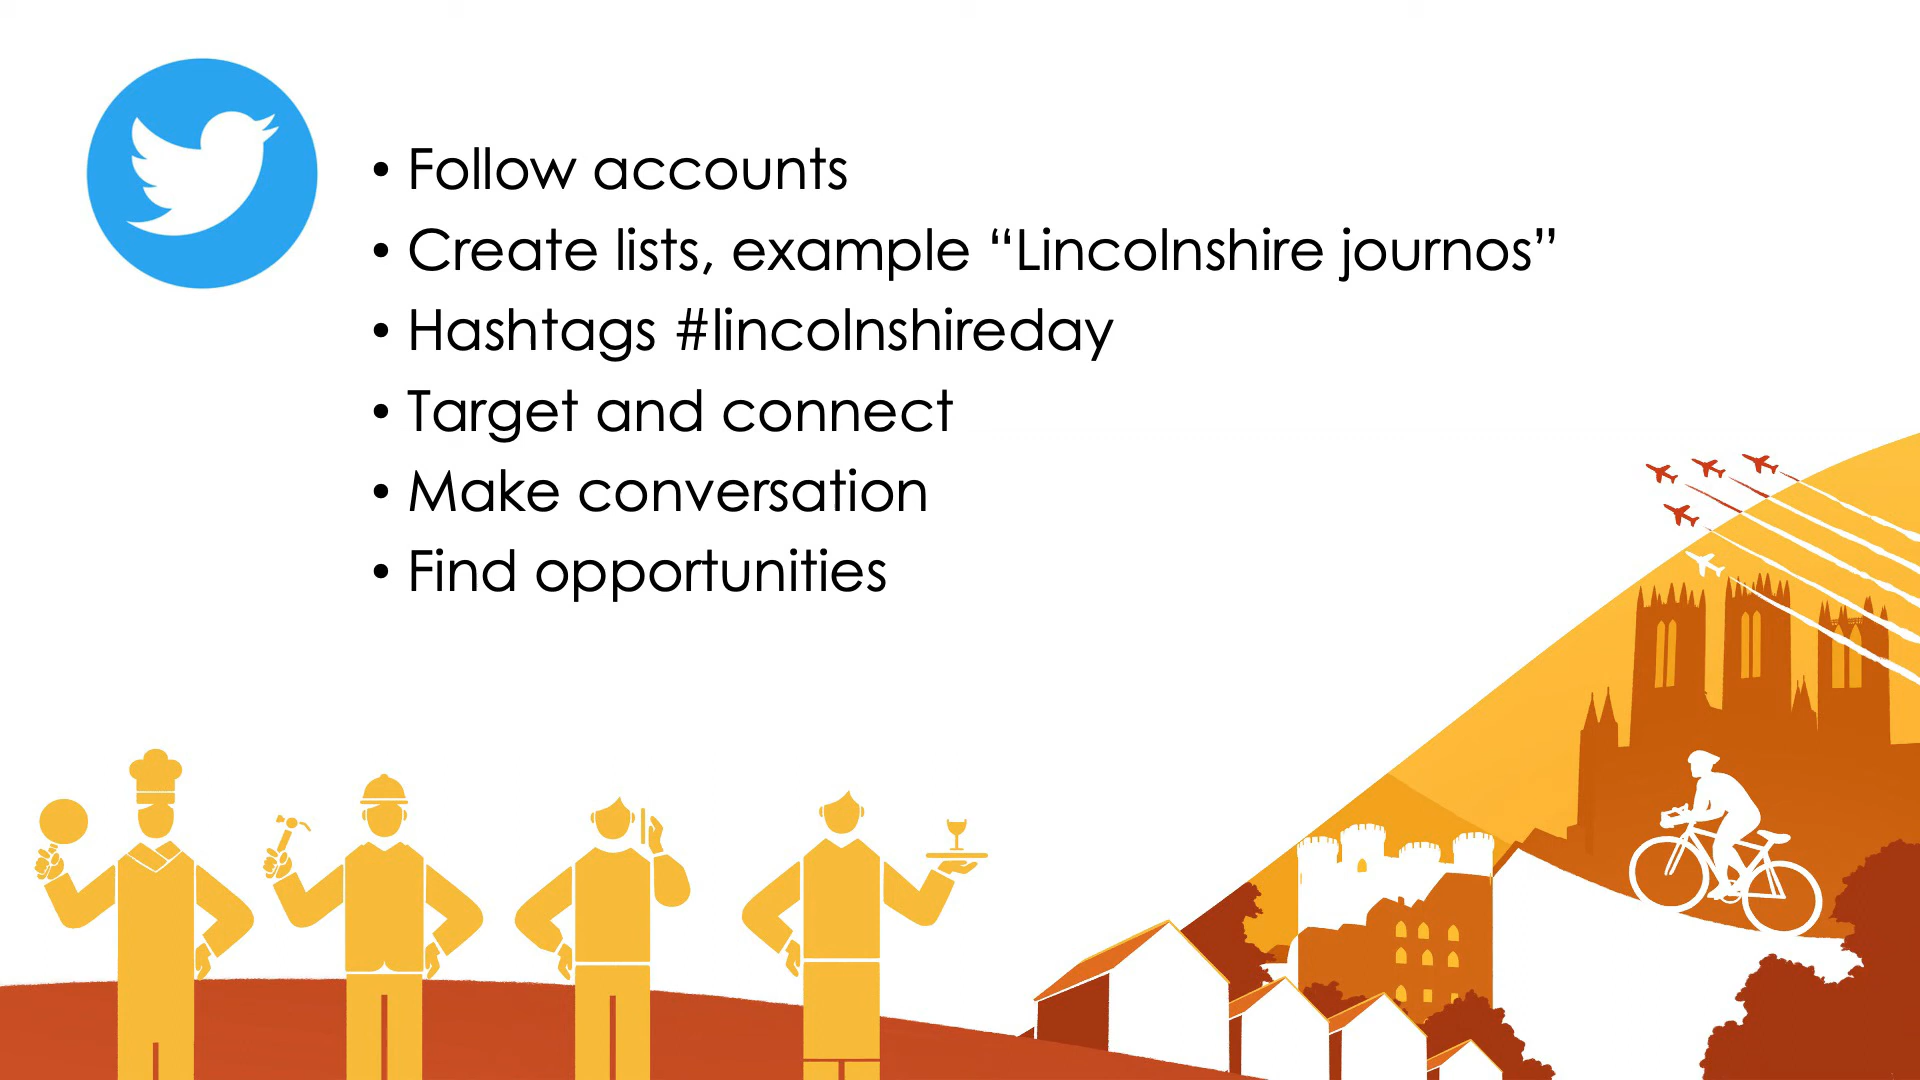 • Follow accounts
• Create lists, example “Lincolnshire journos”
• Hashtags #lincolnshireday
• Target and connect
• Make conversation
• Find opportunities